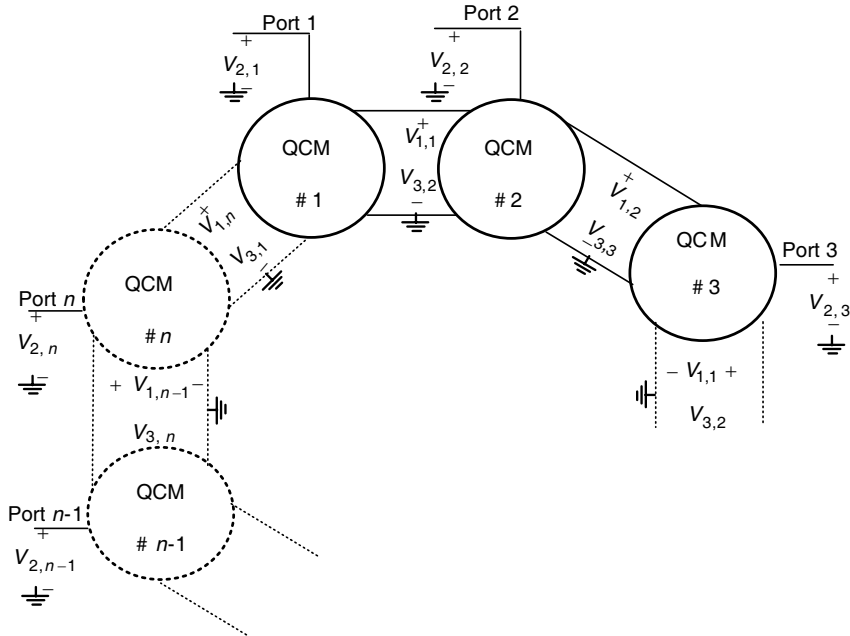 Port 1
+
V2,1
−
Port 2
+
V2,2
−
QCM
# 1
+
V1,1
V3,2
−
QCM
# 2
+
V1,2
V3,3
−
QCM
# 3
Port 3
+
V2,3
−
− V1,1 +
V3,2
+
V1,n
V3,1
−
QCM
# n
Port n
+
V2, n
−
+ V1,n−1 −
V3, n
QCM
# n-1
Port n-1
+
V2,n−1
−